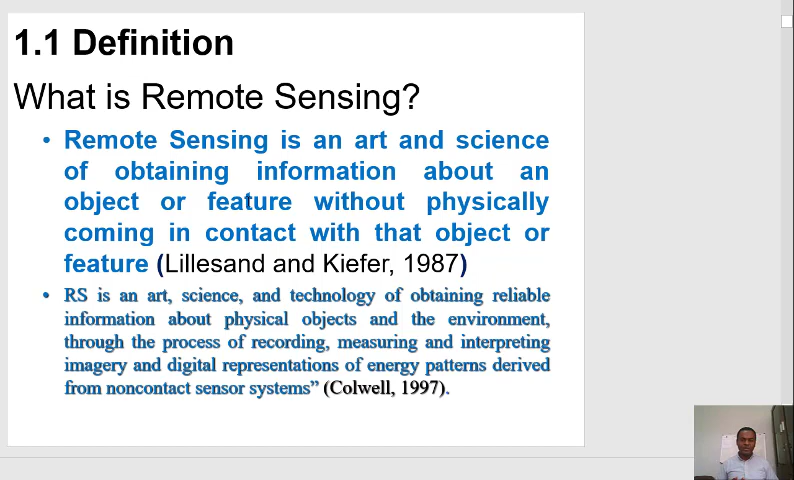 1.1 Definition
What is Remote Sensing?
• Remote Sensing is an art and science
of obtaining information about an
object or feature without physically
coming in contact with that object or
feature (Lillesand and Kiefer, 1987)
• RS is an art, science, and technology of obtaining reliable
information about physical objects and the environment,
through the process of recording, measuring and interpreting
imagery and digital representations of energy patterns derived
from noncontact sensor systems” (Colwell, 1997).